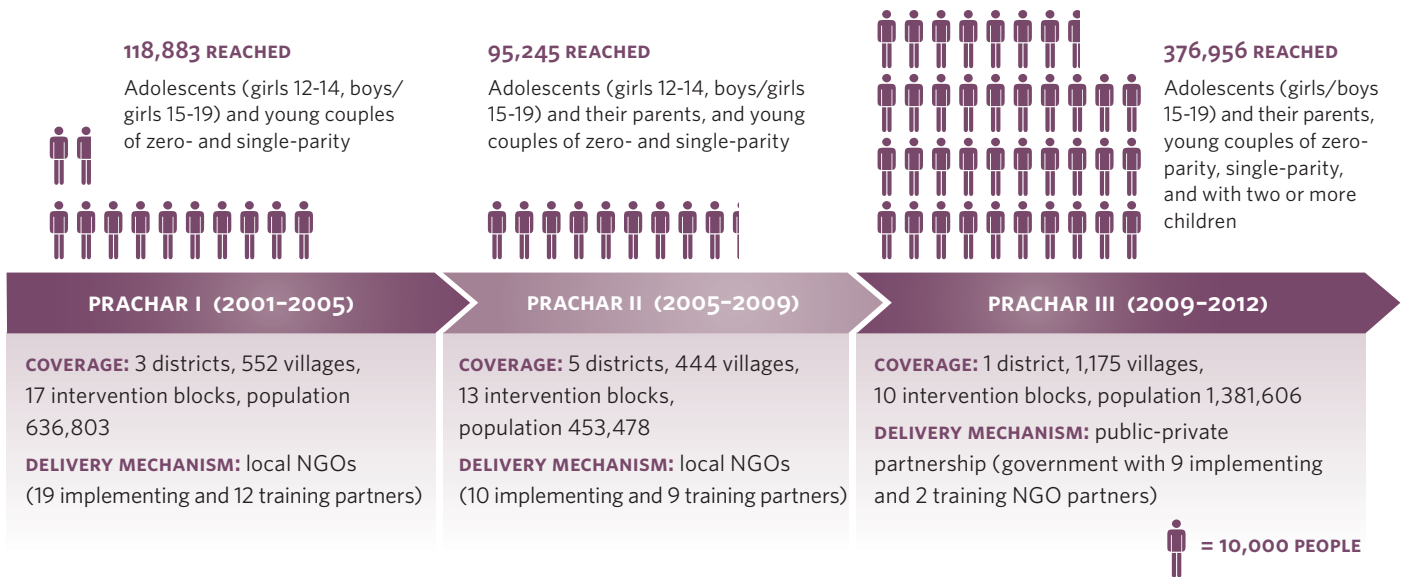 118,883 REACHED
Adolescents (girls 12-14, boys/
girls 15-19) and young couples
of zero- and single-parity
95,245 REACHED
Adolescents (girls 12-14, boys/girls
15-19) and their parents, and young
couples of zero- and single-parity
376,956 REACHED
Adolescents (girls/boys
15-19) and their parents,
young couples of zero-
parity, single-parity,
and with two or more
children
PRACHAR I (2001–2005)
PRACHAR II (2005–2009)
PRACHAR III (2009–2012)
COVERAGE: 3 districts, 552 villages,
17 intervention blocks, population
636,803
DELIVERY MECHANISM: local NGOs
(19 implementing and 12 training partners)
COVERAGE: 5 districts, 444 villages,
13 intervention blocks,
population 453,478
DELIVERY MECHANISM: local NGOs
(10 implementing and 9 training partners)
COVERAGE: 1 district, 1,175 villages,
10 intervention blocks, population 1,381,606
DELIVERY MECHANISM: public-private
partnership (government with 9 implementing
and 2 training NGO partners)
= 10,000 PEOPLE